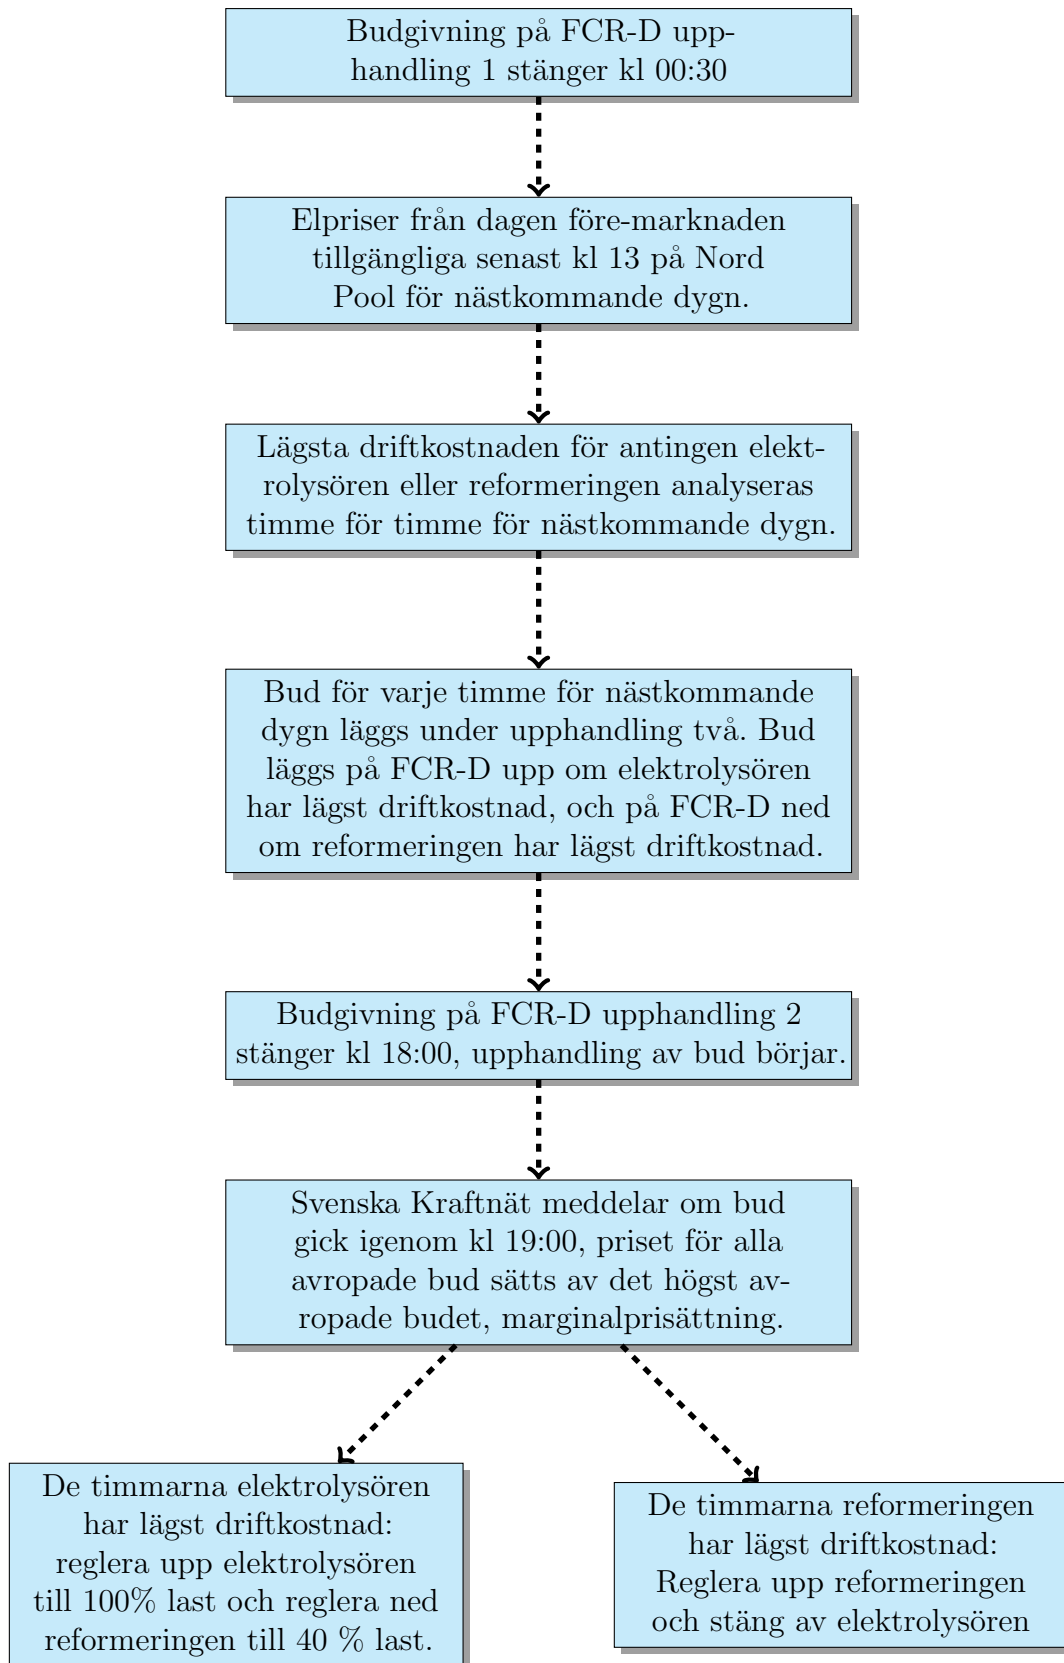 Budgivning på FCR-D upp-
handling 1 stänger kl 00:30
Elpriser från dagen före-marknaden
tillgängliga senast kl 13 på Nord
Pool för nästkommande dygn.
Lägsta driftkostnaden för antingen elekt-
rolysören eller reformeringen analyseras
timme för timme för nästkommande dygn.
Bud för varje timme för nästkommande
dygn läggs under upphandling två. Bud
läggs på FCR-D upp om elektrolysören
har lägst driftkostnad, och på FCR-D ned
om reformeringen har lägst driftkostnad.
Budgivning på FCR-D upphandling 2
stänger kl 18:00, upphandling av bud börjar.
Svenska Kraftnät meddelar om bud
gick igenom kl 19:00, priset för alla
avropade bud sätts av det högst av-
ropade budet, marginalprisättning.
De timmarna elektrolysören
har lägst driftkostnad:
reglera upp elektrolysören
till 100% last och reglera ned
reformeringen till 40 % last.
De timmarna reformeringen
har lägst driftkostnad:
Reglera upp reformeringen
och stäng av elektrolysören